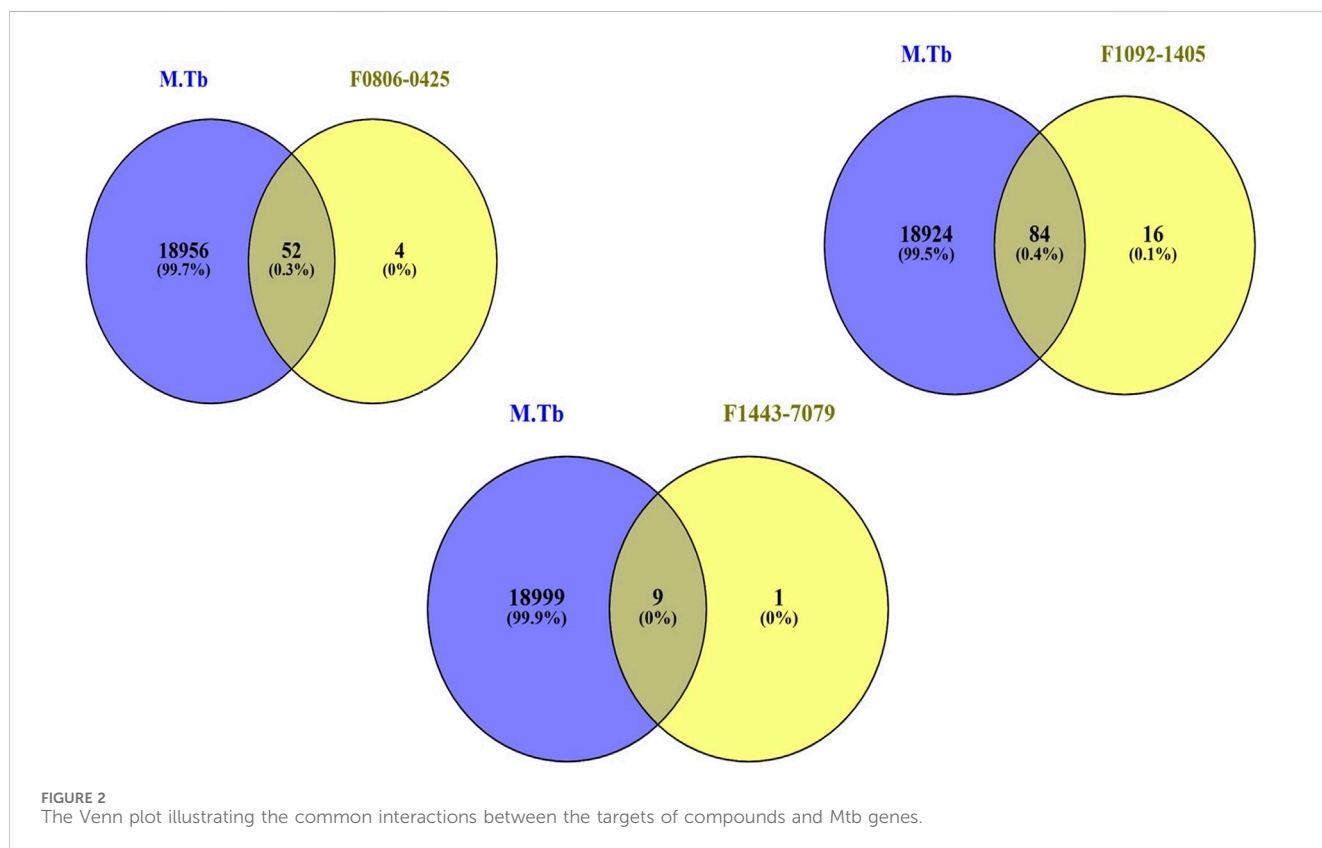 M.Tb
F0806-0425
18956
(99.7%)
52
(0.3%)
4
(0%)
M.Tb
F1092-1405
18924
(99.5%)
84
(0.4%)
16
(0.1%)
M.Tb
F1443-7079
18999
(99.9%)
9
(0%)
1
(0%)
FIGURE 2
The Venn plot illustrating the common interactions between the targets of compounds and Mtb genes.